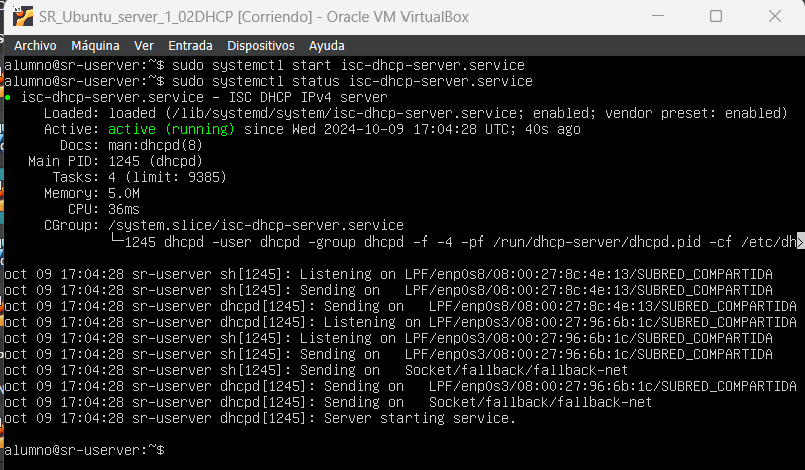 SR_Ubuntu_server_1_02DHCP [Corriendo] - Oracle VM VirtualBox
Archivo Máquina Ver Entrada Dispositivos Ayuda
alumno@sr-userver:~$ sudo systemctl start isc-dhcp-server.service
alumno@sr-userver:~$ sudo systemctl status isc-dhcp-server.service
● isc-dhcp-server.service - ISC DHCP IPv4 server
Loaded: loaded (/lib/systemd/system/isc-dhcp-server.service; enabled; vendor preset: enabled)
Active: active (running) since Wed 2024-10-09 17:04:28 UTC; 40s ago
Docs: man:dhcpd(8)
Main PID: 1245 (dhcpd)
Tasks: 4 (limit: 9385)
Memory: 5.0M
CPU: 36ms
CGroup: /system.slice/isc-dhcp-server.service
└─1245 dhcpd -user dhcpd -group dhcpd -f -4 -pf /run/dhcp-server/dhcpd.pid -cf /etc/dh>
oct 09 17:04:28 sr-userver sh[1245]: Listening on LPF/enp0s8/08:00:27:8c:4e:13/SUBRED_COMPARTIDA
oct 09 17:04:28 sr-userver sh[1245]: Sending on   LPF/enp0s8/08:00:27:8c:4e:13/SUBRED_COMPARTIDA
oct 09 17:04:28 sr-userver dhcpd[1245]: Sending on   LPF/enp0s8/08:00:27:8c:4e:13/SUBRED_COMPARTIDA
oct 09 17:04:28 sr-userver dhcpd[1245]: Listening on LPF/enp0s3/08:00:27:96:6b:1c/SUBRED_COMPARTIDA
oct 09 17:04:28 sr-userver sh[1245]: Listening on LPF/enp0s3/08:00:27:96:6b:1c/SUBRED_COMPARTIDA
oct 09 17:04:28 sr-userver sh[1245]: Sending on   LPF/enp0s3/08:00:27:96:6b:1c/SUBRED_COMPARTIDA
oct 09 17:04:28 sr-userver sh[1245]: Sending on   Socket/fallback/fallback-net
oct 09 17:04:28 sr-userver dhcpd[1245]: Sending on   LPF/enp0s3/08:00:27:96:6b:1c/SUBRED_COMPARTIDA
oct 09 17:04:28 sr-userver dhcpd[1245]: Sending on   Socket/fallback/fallback-net
oct 09 17:04:28 sr-userver dhcpd[1245]: Server starting service.
alumno@sr-userver:~$